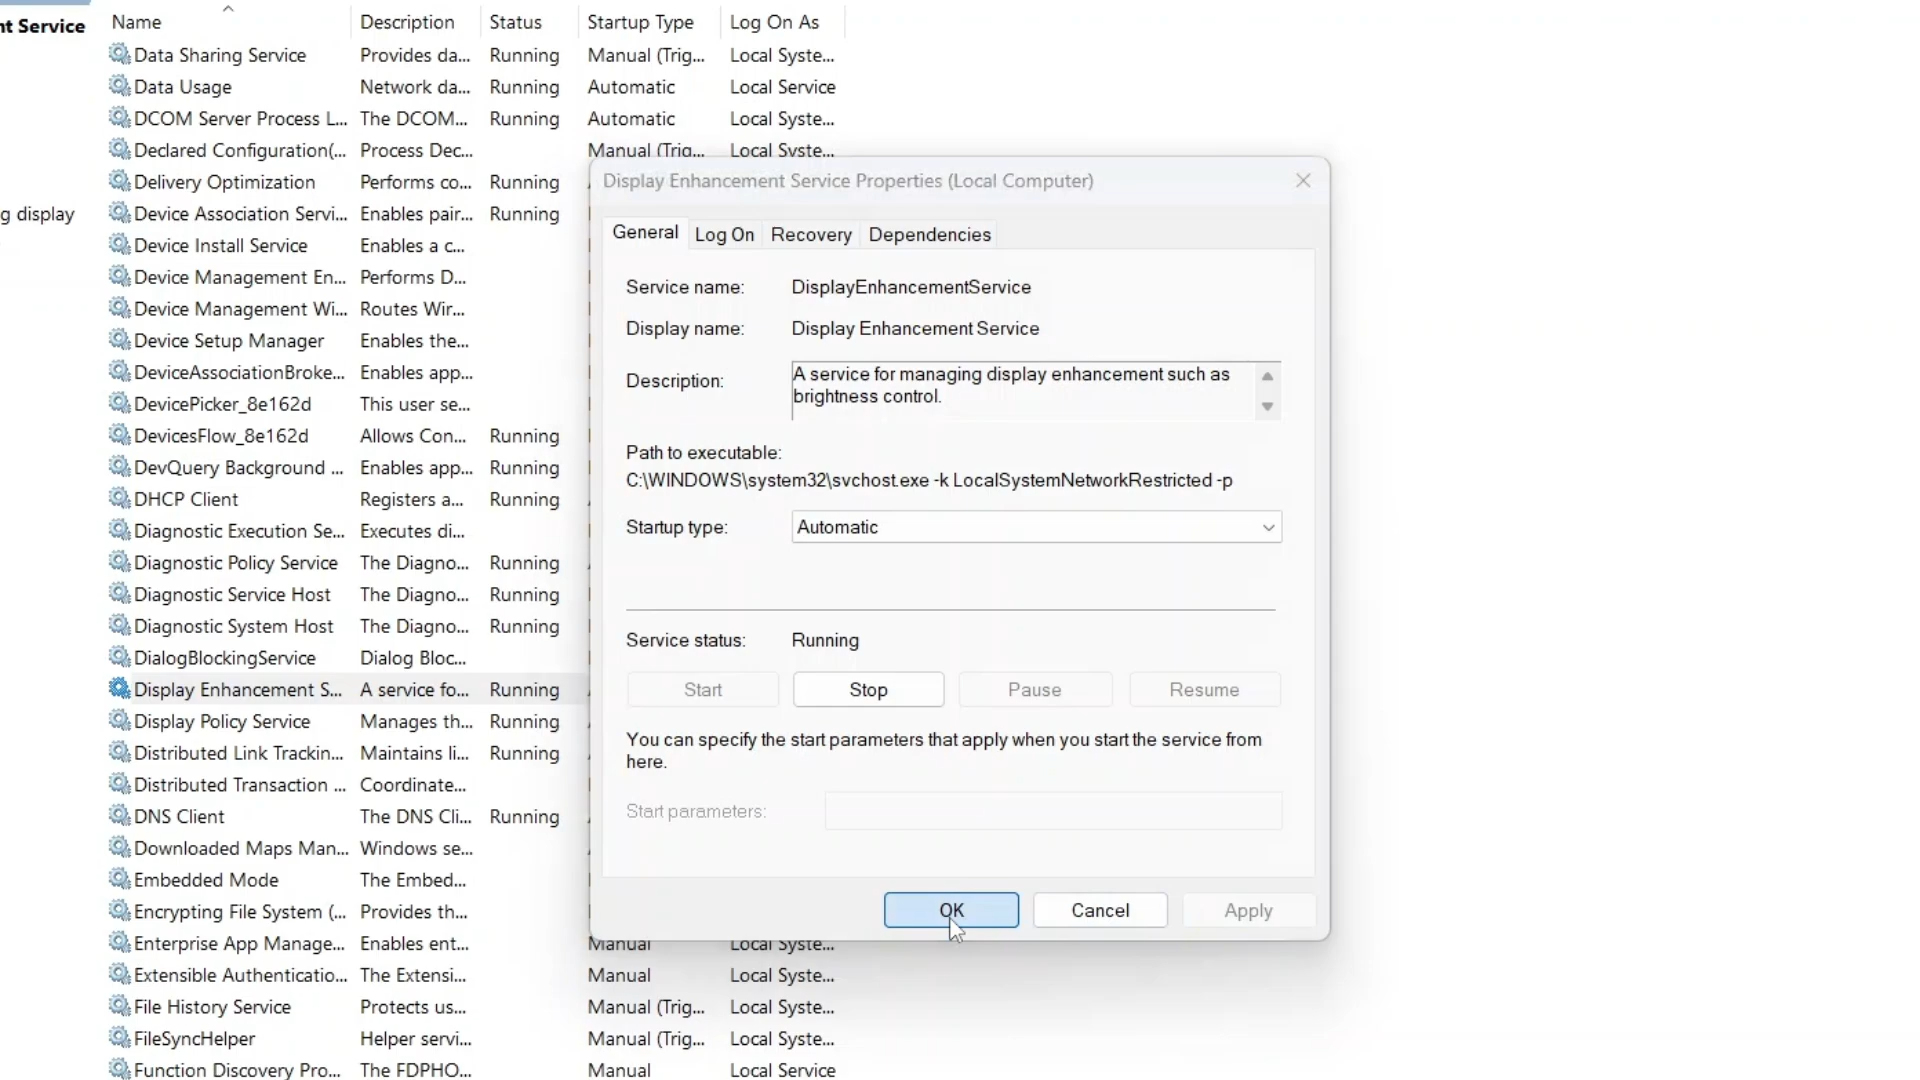 nt Service
g display
Name Description Status Startup Type Log On As
Data Sharing Service Provides da... Running Manual (Trig... Local Syste...
Data Usage Network da... Running Automatic Local Service
DCOM Server Process L... The DCOM... Running Automatic Local Syste...
Declared Configuration(... Process Dec... Manual (Trig... Local Syste...
Delivery Optimization Performs co... Running
Device Association Servi... Enables pair... Running
Device Install Service Enables a c...
Device Management En... Performs D...
Device Management Wi... Routes Wir...
Device Setup Manager Enables the...
DeviceAssociationBroke... Enables app...
DevicePicker_8e162d This user se...
DevicesFlow_8e162d Allows Con... Running
DevQuery Background ... Enables app... Running
DHCP Client Registers a... Running
Diagnostic Execution Se... Executes di...
Diagnostic Policy Service The Diagno... Running
Diagnostic Service Host The Diagno... Running
Diagnostic System Host The Diagno... Running
DialogBlockingService Dialog Bloc...
Display Enhancement S... A service fo... Running
Display Policy Service Manages th... Running
Distributed Link Trackin... Maintains li... Running
Distributed Transaction ... Coordinate...
DNS Client The DNS Cli... Running
Downloaded Maps Man... Windows se...
Embedded Mode The Embed...
Encrypting File System (... Provides th...
Enterprise App Manage... Enables ent... Manual Local Syste...
Extensible Authenticatio... The Extensi... Manual Local Syste...
File History Service Protects us... Manual (Trig... Local Syste...
FileSyncHelper Helper servi... Manual (Trig... Local Syste...
Function Discovery Pro... The FDPHO... Manual Local Service
Display Enhancement Service Properties (Local Computer)
General Log On Recovery Dependencies
Service name: DisplayEnhancementService
Display name: Display Enhancement Service
Description: A service for managing display enhancement such as
brightness control.
Path to executable:
C:\WINDOWS\system32\svchost.exe -k LocalSystemNetworkRestricted -p
Startup type: Automatic
Service status: Running
Start Stop Pause Resume
You can specify the start parameters that apply when you start the service from
here.
Start parameters:
OK Cancel Apply